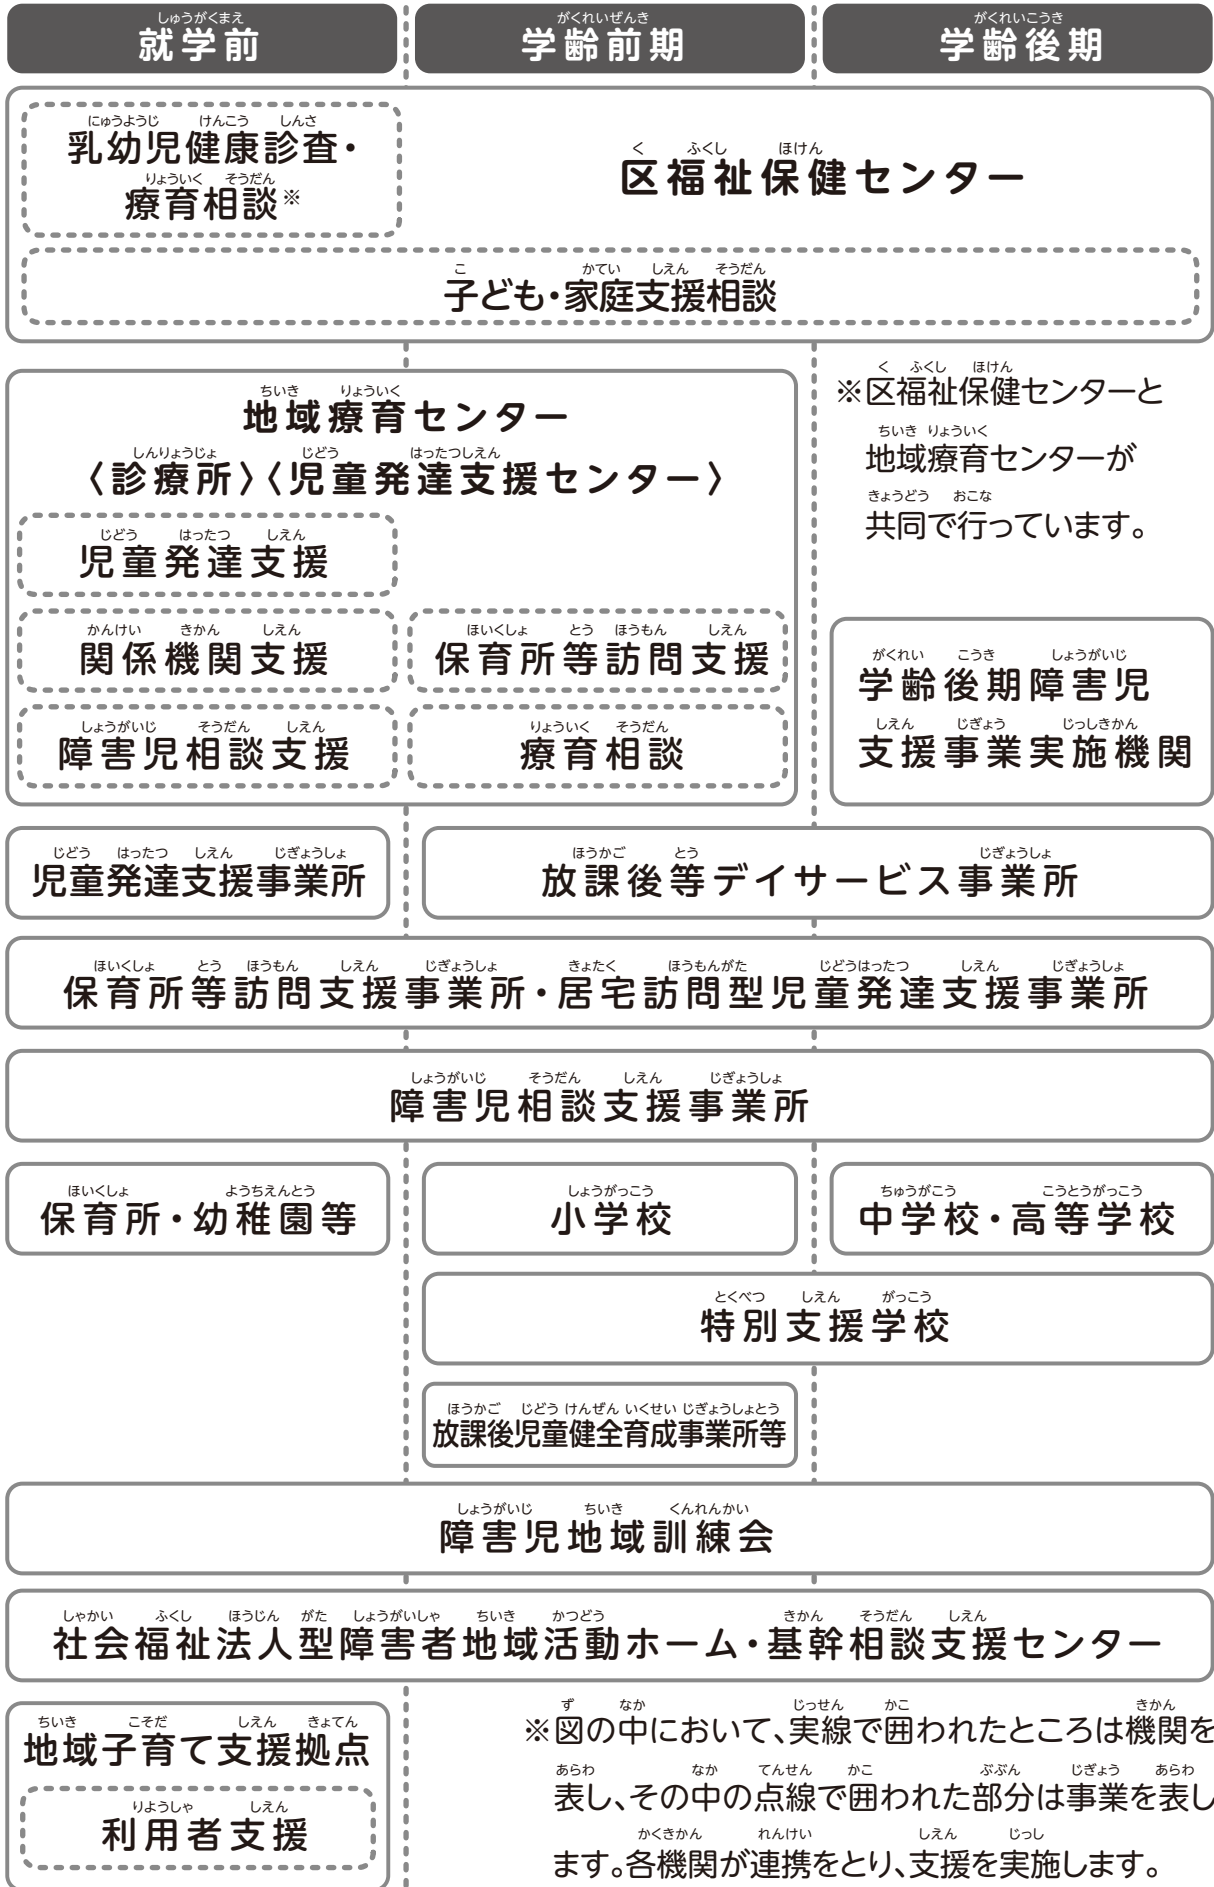 就学前
学齢前期
学齢後期
乳幼児健康診査・
療育相談※
区福祉保健センター
子ども・家庭支援相談
地域療育センター
〈診療所〉〈児童発達支援センター〉
児童発達支援
関係機関支援
保育所等訪問支援
障害児相談支援
療育相談
※区福祉保健センターと
地域療育センターが
共同で行っています。
学齢後期障害児
支援事業実施機関
児童発達支援事業所
放課後等デイサービス事業所
保育所等訪問支援事業所・居宅訪問型児童発達支援事業所
障害児相談支援事業所
保育所・幼稚園等
小学校
中学校・高等学校
特別支援学校
放課後児童健全育成事業所等
障害児地域訓練会
社会福祉法人型障害者地域活動ホーム・基幹相談支援センター
地域子育て支援拠点
利用者支援
※図の中において、実線で囲われたところは機関を
表し、その中の点線で囲われた部分は事業を表し
ます。各機関が連携をとり、支援を実施します。